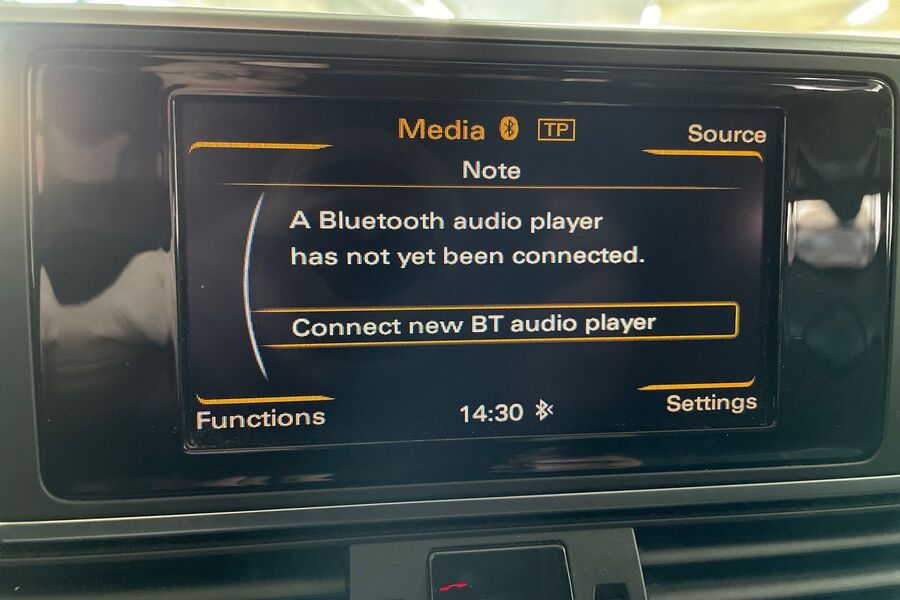 Media TP
Source
Note
A Bluetooth audio player
has not yet been connected.
Connect new BT audio player
Functions
14:30
Settings